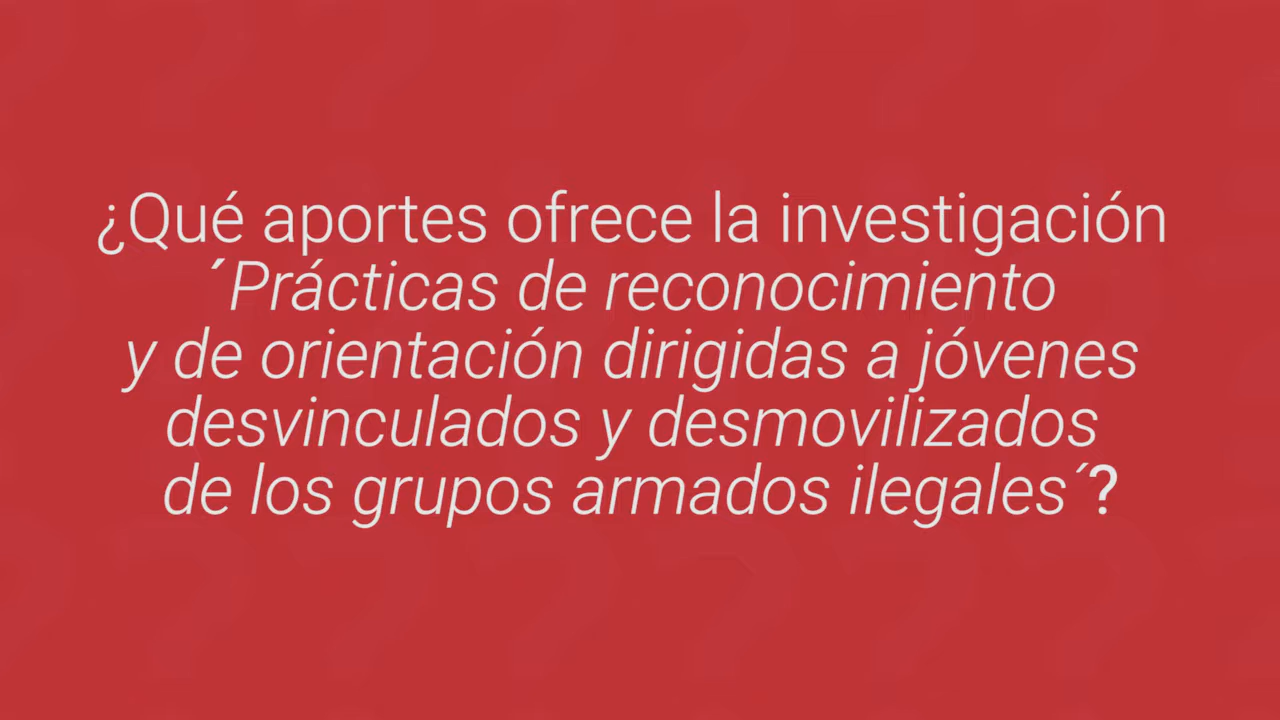 ¿Qué aportes ofrece la investigación
´Prácticas de reconocimiento
y de orientación dirigidas a jóvenes
desvinculados y desmovilizados
de los grupos armados ilegales´?